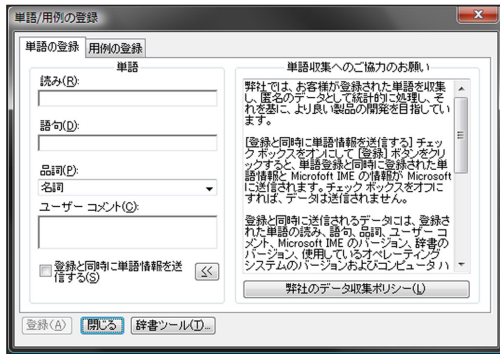 単語/用例の登録
単語の登録
用例の登録
単語
読み(R):
語句(D):
品詞(P):
名詞
ユーザー コメント(C):
登録と同時に単語情報を送
信する(S)
単語収集へのご協力のお願い
弊社では、お客様が登録された単語を収集
し、匿名のデータとして統計的に処理し、そ
れを基に、より良い製品の開発を目指してい
ます。
[登録と同時に単語情報を送信する] チェッ
ク ボックスをオンにして [登録] ボタンをクリ
ックすると、単語登録と同時に登録された単
語情報と Microfoft IME の情報が Microsoft
に送信されます。チェック ボックスをオフに
すれば、データは送信されません。
登録と同時に送信されるデータには、登録さ
れた単語の読み、語句、品詞、ユーザー コ
メント、Microsoft IME のバージョン、辞書の
バージョン、使用しているオペレーティング
システムのバージョンおよびコンピュータ ハ
弊社のデータ収集ポリシー(L)
登録(A)
閉じる
辞書ツール(T)...